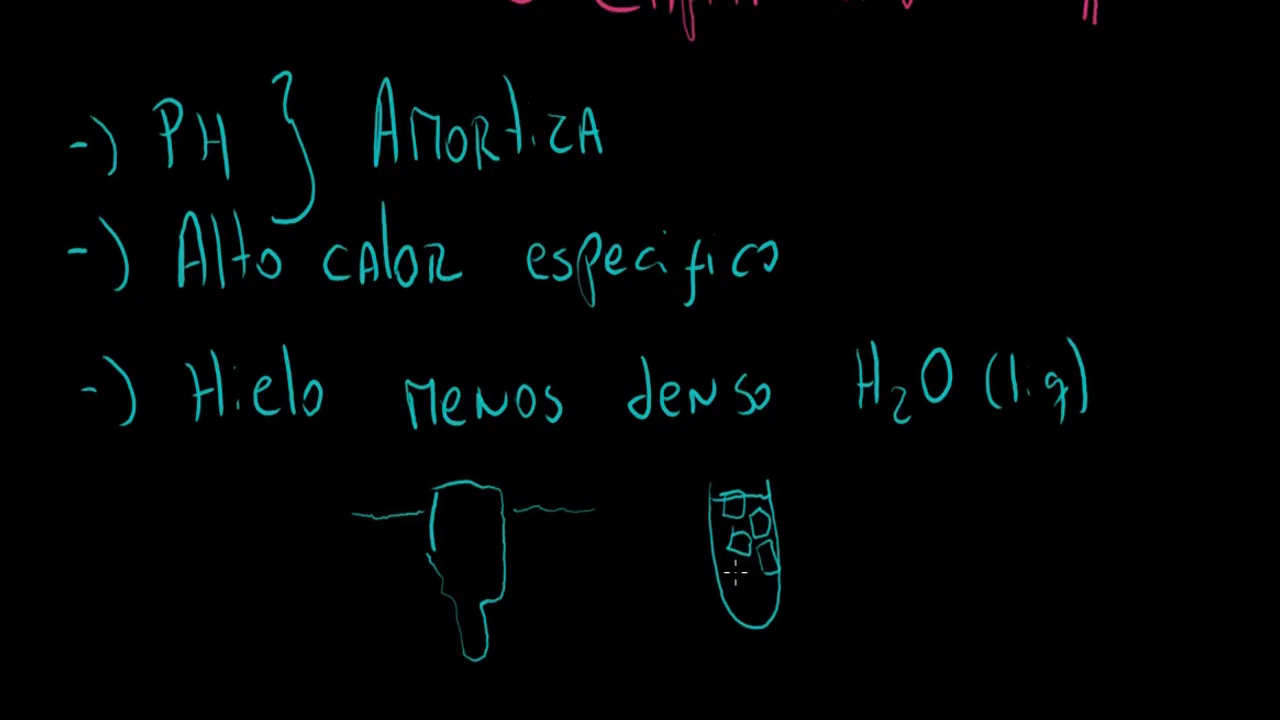 -) PH } Amortiza
-) Alto calor especifico
-) Hielo menos denso H₂O (liq)